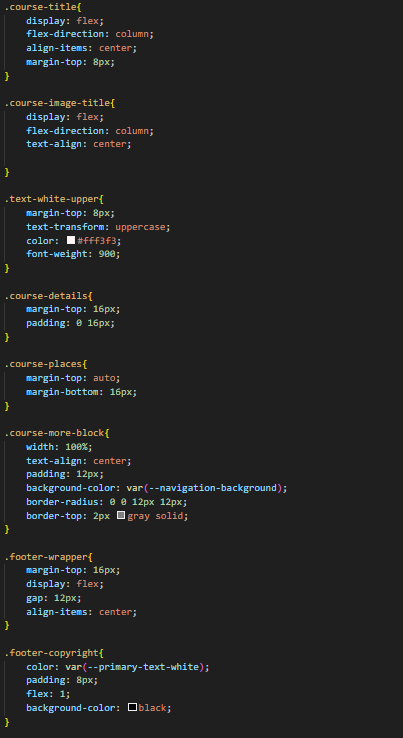 .course-title{
    display: flex;
    flex-direction: column;
    align-items: center;
    margin-top: 8px;
}

.course-image-title{
    display: flex;
    flex-direction: column;
    text-align: center;

}

.text-white-upper{
    margin-top: 8px;
    text-transform: uppercase;
    color: #fff3f3;
    font-weight: 900;
}

.course-details{
    margin-top: 16px;
    padding: 0 16px;
}

.course-places{
    margin-top: auto;
    margin-bottom: 16px;
}

.course-more-block{
    width: 100%;
    text-align: center;
    padding: 12px;
    background-color: var(--navigation-background);
    border-radius: 0 0 12px 12px;
    border-top: 2px gray solid;
}

.footer-wrapper{
    margin-top: 16px;
    display: flex;
    gap: 12px;
    align-items: center;
}

.footer-copyright{
    color: var(--primary-text-white);
    padding: 8px;
    flex: 1;
    background-color: black;
}